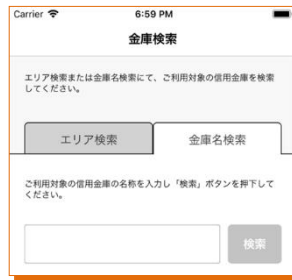 Carrier 6:59 PM
金庫検索
エリア検索または金庫名検索にて、ご利用対象の信用金庫を検索
してください。
エリア検索 金庫名検索
ご利用対象の信用金庫の名称を入力し「検索」ボタンを押下して
ください。
検索